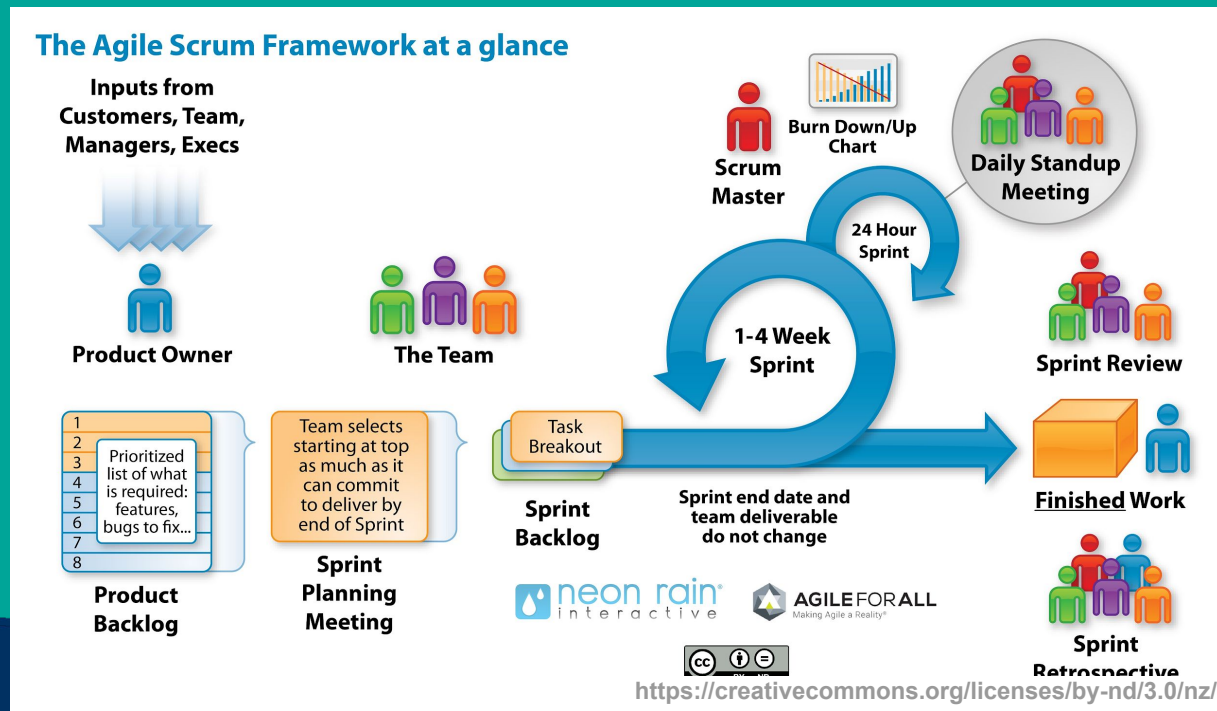 The Agile Scrum Framework at a glance
Inputs from
Customers, Team,
Managers, Execs
Product Owner
The Team
Scrum
Master
Burn Down/Up
Chart
Daily Standup
Meeting
24 Hour
Sprint
1-4 Week
Sprint
Sprint Review
1
2
3
4
5
6
7
8
Prioritized
list of what
is required:
features,
bugs to fix...
Product
Backlog
Team selects
starting at top
as much as it
can commit
to deliver by
end of Sprint
Sprint
Planning
Meeting
Task
Breakout
Sprint
Backlog
Sprint end date and
team deliverable
do not change
Finished Work
neon rain®
interactive
AGILEFORALL
Making Agile a Reality®
Sprint
Retrospective
cc
BY ND
https://creativecommons.org/licenses/by-nd/3.0/nz/